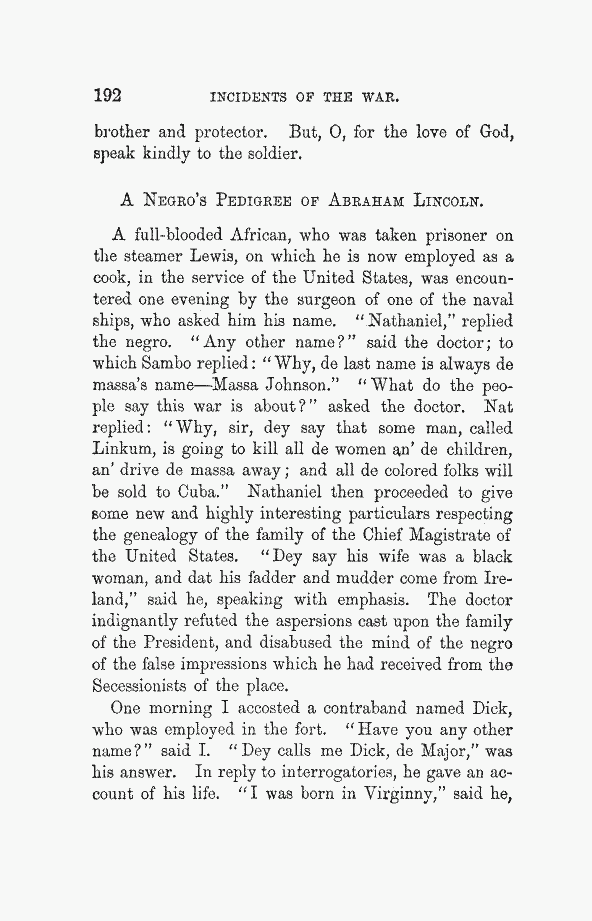 192 INCIDENTS OF THE WAR.
brother and protector. But, O, for the love of God,
speak kindly to the soldier.
A NEGRO'S PEDIGREE OF ABRAHAM LINCOLN.
A full-blooded African, who was taken prisoner on
the steamer Lewis, on which he is now employed as a
cook, in the service of the United States, was encoun-
tered one evening by the surgeon of one of the naval
ships, who asked him his name. "Nathaniel," replied
the negro. "Any other name?" said the doctor; to
which Sambo replied: "Why, de last name is always de
massa's name—Massa Johnson." "What do the peo-
ple say this war is about?" asked the doctor. Nat
replied: "Why, sir, dey say that some man, called
Linkum, is going to kill all de women an' de children,
an' drive de massa away; and all de colored folks will
be sold to Cuba." Nathaniel then proceeded to give
some new and highly interesting particulars respecting
the genealogy of the family of the Chief Magistrate of
the United States. "Dey say his wife was a black
woman, and dat his fadder and mudder come from Ire-
land," said he, speaking with emphasis. The doctor
indignantly refuted the aspersions cast upon the family
of the President, and disabused the mind of the negro
of the false impressions which he had received from the
Secessionists of the place.
One morning I accosted a contraband named Dick,
who was employed in the fort. "Have you any other
name?" said I. "Dey calls me Dick, de Major," was
his answer. In reply to interrogatories, he gave an ac-
count of his life. "I was born in Virginny," said he,